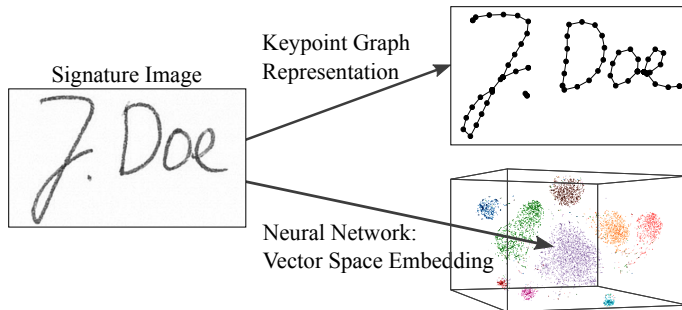 Signature Image
J. Doe
Keypoint Graph
Representation
J. Doe
Neural Network:
Vector Space Embedding